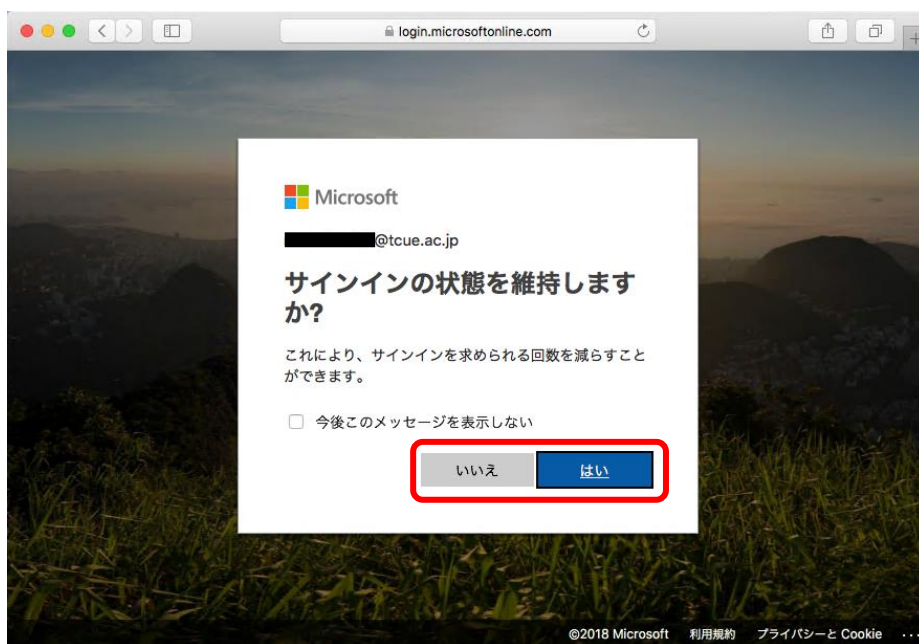 login.microsoftonline.com
Microsoft
@tcue.ac.jp
サインインの状態を維持します
か?
これにより、サインインを求められる回数を減らすこと
ができます。
今後このメッセージを表示しない
いいえ はい
©2018 Microsoft 利用規約 プライバシーと Cookie ...